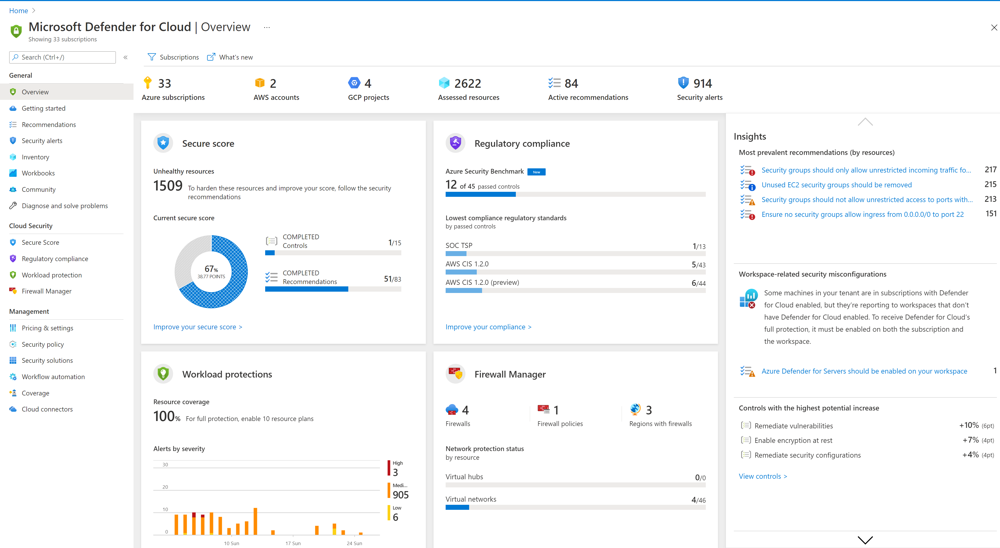 Home >
Microsoft Defender for Cloud | Overview ...
Showing 33 subscriptions
Search (Ctrl+/)
«
General
Overview
Getting started
Recommendations
Security alerts
Inventory
Workbooks
Community
Diagnose and solve problems
Cloud Security
Secure Score
Regulatory compliance
Workload protection
Firewall Manager
Management
Pricing & settings
Security policy
Security solutions
Workflow automation
Coverage
Cloud connectors
Subscriptions
What's new
33
Azure subscriptions
2
AWS accounts
4
GCP projects
2622
Assessed resources
84
Active recommendations
914
Security alerts
Secure score
Unhealthy resources
1509 To harden these resources and improve your score, follow the security
recommendations
Current secure score
67%
38.77 POINTS
COMPLETED
Controls 1/15
COMPLETED
Recommendations 51/83
Improve your secure score >
Regulatory compliance
Azure Security Benchmark New
12 of 45 passed controls
Lowest compliance regulatory standards
by passed controls
SOC TSP 1/13
AWS CIS 1.2.0 5/43
AWS CIS 1.2.0 (preview) 6/44
Improve your compliance >
Workload protections
Resource coverage
100% For full protection, enable 10 resource plans
Alerts by severity
30
20
10
0
10 Sun
17 Sun
24 Sun
High
3
Medi...
905
Low
6
Firewall Manager
4
Firewalls
1
Firewall policies
3
Regions with firewalls
Network protection status
by resource
Virtual hubs 0/0
Virtual networks 4/46
Insights
Most prevalent recommendations (by resources)
Security groups should only allow unrestricted incoming traffic fo... 217
Unused EC2 security groups should be removed 215
Security groups should not allow unrestricted access to ports with... 213
Ensure no security groups allow ingress from 0.0.0.0/0 to port 22 151
Workspace-related security misconfigurations
Some machines in your tenant are in subscriptions with Defender
for Cloud enabled, but they’re reporting to workspaces that don’t
have Defender for Cloud enabled. To receive Defender for Cloud’s
full protection, it must be enabled on both the subscription and
the workspace.
Azure Defender for Servers should be enabled on your workspace 1
Controls with the highest potential increase
Remediate vulnerabilities +10% (6pt)
Enable encryption at rest +7% (4pt)
Remediate security configurations +4% (4pt)
View controls >